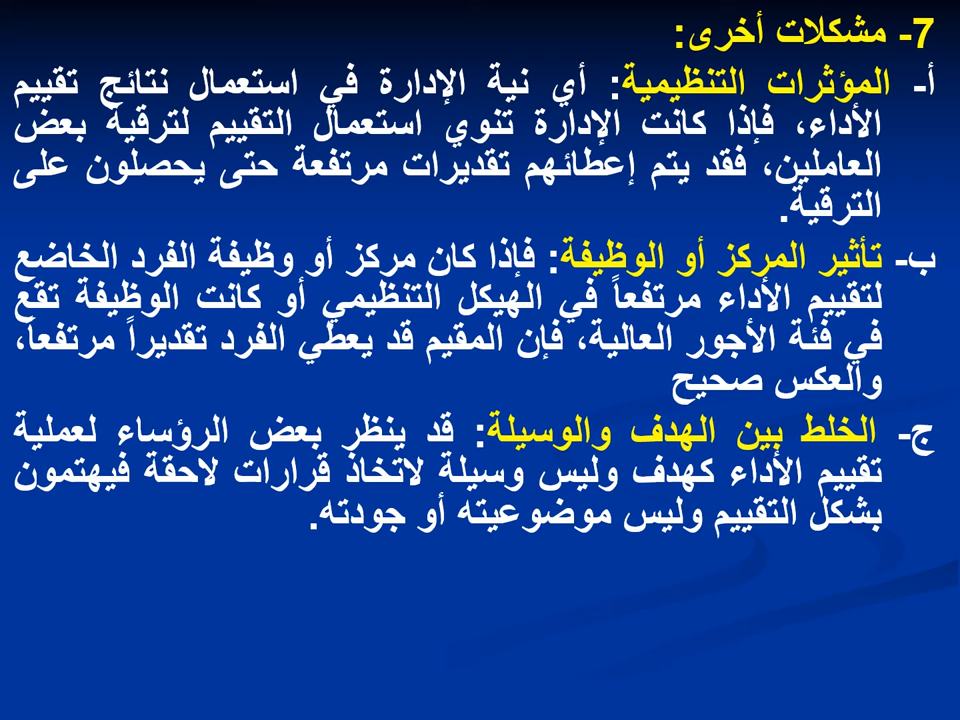 7- مشكلات أخرى:
أ- المؤثرات التنظيمية: أي نية الإدارة في استعمال نتائج تقييم
الأداء، فإذا كانت الإدارة تنوي استعمال التقييم لترقية بعض
العاملين، فقد يتم إعطائهم تقديرات مرتفعة حتى يحصلون على
الترقية.
ب- تأثير المركز أو الوظيفة: فإذا كان مركز أو وظيفة الفرد الخاضع
لتقييم الأداء مرتفعاً في الهيكل التنظيمي أو كانت الوظيفة تقع
في فئة الأجور العالية، فإن المقيم قد يعطي الفرد تقديراً مرتفعاً،
والعكس صحيح
ج- الخلط بين الهدف والوسيلة: قد ينظر بعض الرؤساء لعملية
تقييم الأداء كهدف وليس وسيلة لاتخاذ قرارات لاحقة فيهتمون
بشكل التقييم وليس موضوعيته أو جودته.